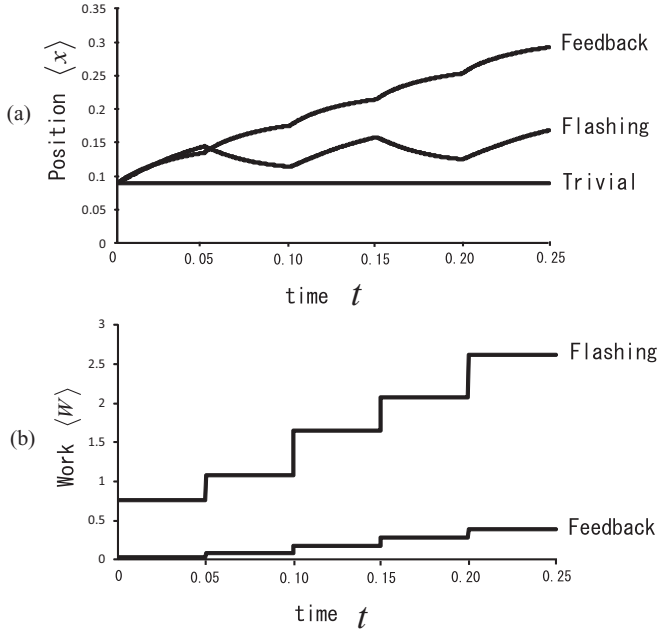 (a)
Position ⟨x⟩
0.35
0.3
0.25
0.2
0.15
0.1
0.05
0
Feedback
Flashing
Trivial
0 0.05 0.10 0.15 0.20 0.25
time t
(b)
Work ⟨W⟩
3
2.5
2
1.5
1
0.5
0
Flashing
Feedback
0 0.05 0.10 0.15 0.20 0.25
time t